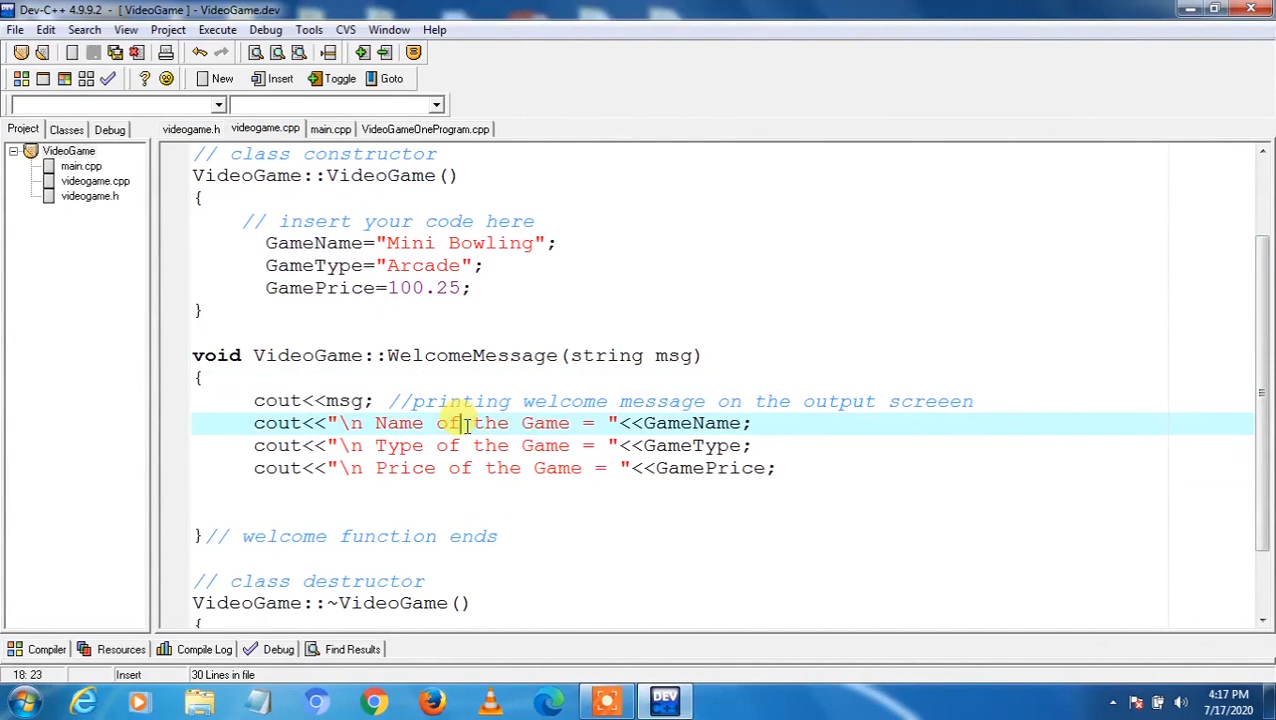 Dev-C++ 4.9.9.2 - [ VideoGame ] - VideoGame.dev
File Edit Search View Project Execute Debug Tools CVS Window Help
New Insert Toggle Goto
Project Classes Debug
videogame.h videogame.cpp main.cpp VideoGameOneProgram.cpp
VideoGame
main.cpp
videogame.cpp
videogame.h
// class constructor
VideoGame::VideoGame()
{
// insert your code here
GameName="Mini Bowling";
GameType="Arcade";
GamePrice=100.25;
}
void VideoGame::WelcomeMessage(string msg)
{
cout<<msg; //printing welcome message on the output screeen
cout<<"\n Name of the Game = "<<GameName;
cout<<"\n Type of the Game = "<<GameType;
cout<<"\n Price of the Game = "<<GamePrice;
}// welcome function ends
// class destructor
VideoGame::~VideoGame()
{
Compiler Resources Compile Log Debug Find Results
18: 23 Insert 30 Lines in file
DEV
C++
4:17 PM
7/17/2020